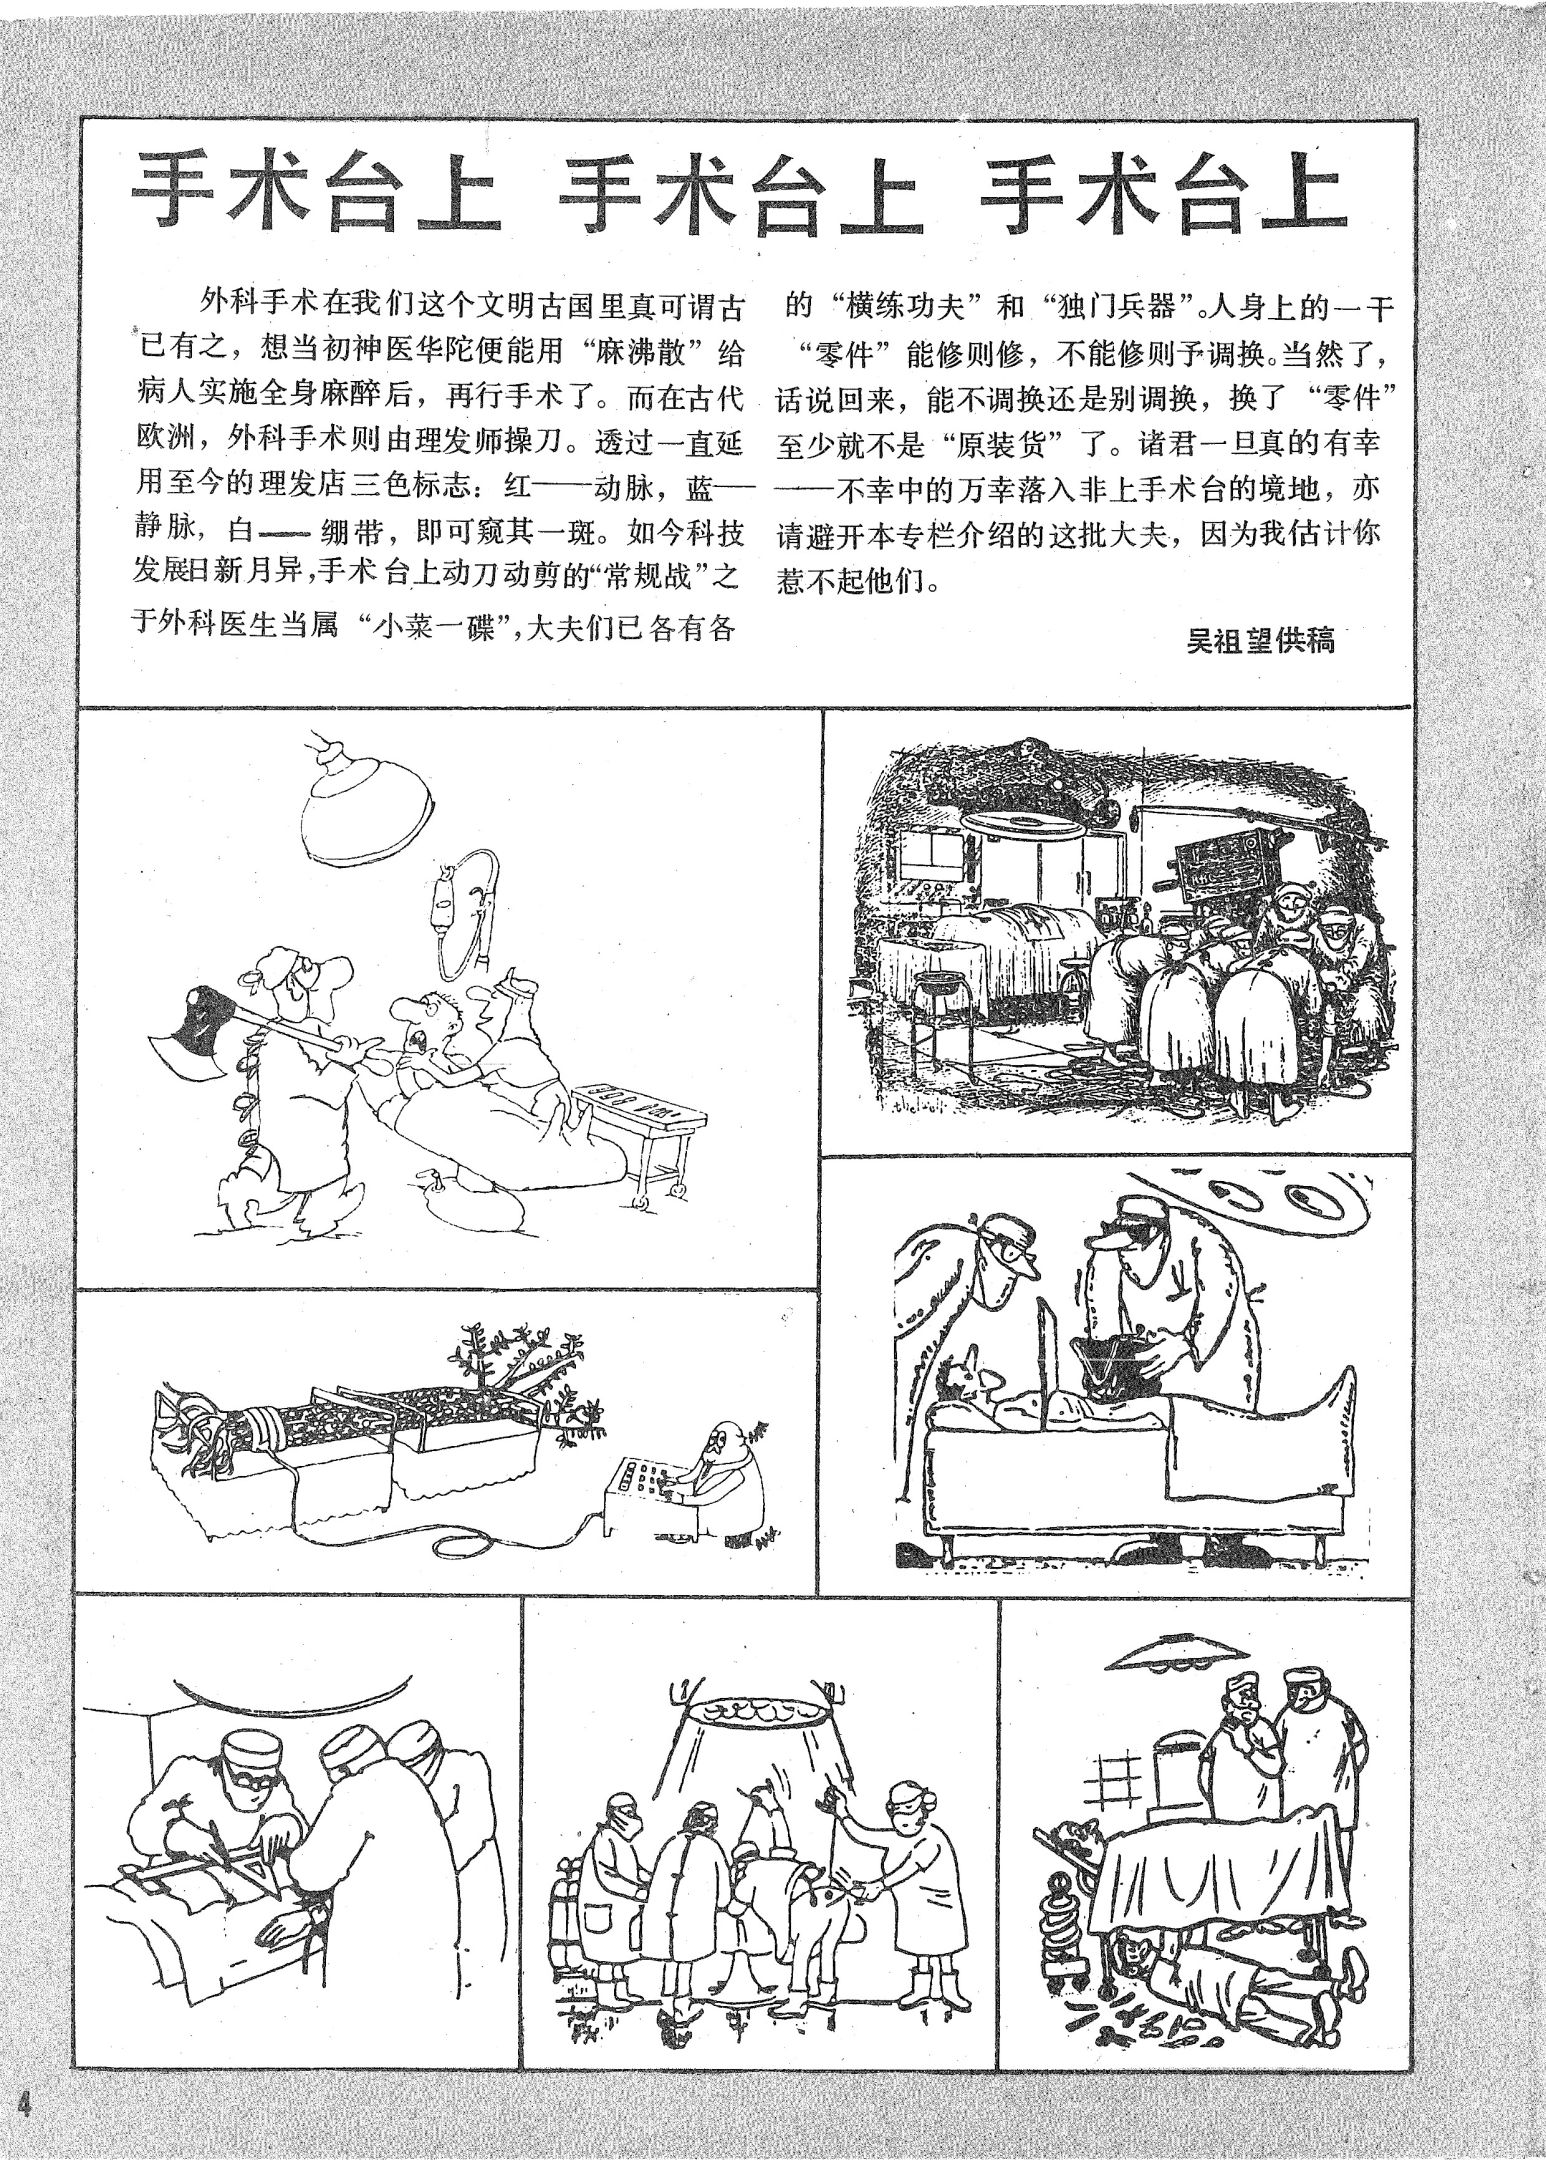 手术台上 手术台上 手术台上
外科手术在我们这个文明古国里真可谓古
已有之，想当初神医华陀便能用“麻沸散”给
病人实施全身麻醉后，再行手术了。而在古代
欧洲，外科手术则由理发师操刀。透过一直延
用至今的理发店三色标志：红——动脉，蓝——
静脉，白——绷带，即可窥其一斑。如今科技
发展日新月异，手术台上动刀动剪的“常规战”之
于外科医生当属“小菜一碟”，大夫们已各有各
的“横练功夫”和“独门兵器”。人身上的一干
“零件”能修则修，不能修则予调换。当然了，
话说回来，能不调换还是别调换，换了“零件”
至少就不是“原装货”了。诸君一旦真的有幸
——不幸中的万幸落入非上手术台的境地，亦
请避开本专栏介绍的这批大夫，因为我估计你
惹不起他们。
吴祖望供稿
thelwell
4